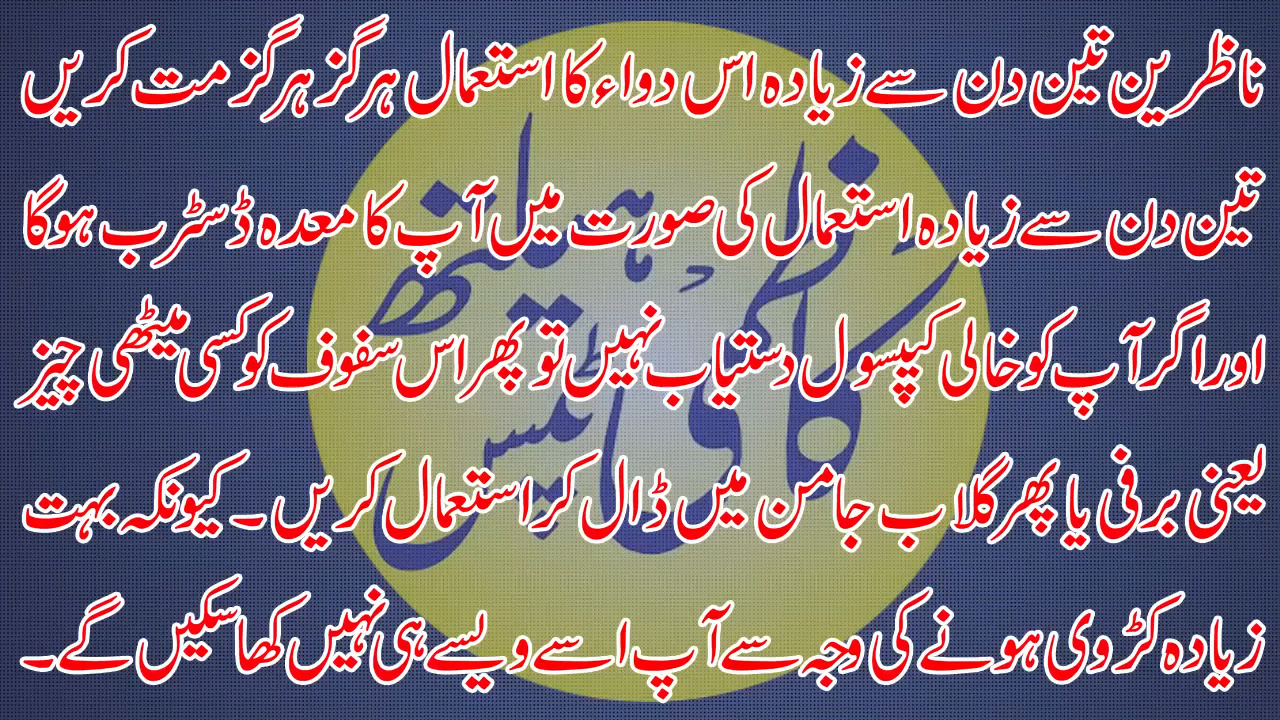 ناظرین تین دن سے زیادہ اس دواء کا استعمال ہرگز ہرگز مت کریں
تین دن سے زیادہ استعمال کی صورت میں آپ کا معدہ ڈسٹرب ہوگا
اور اگر آپ کو خالی کیپسول دستیاب نہیں تو پھر اس سفوف کو کسی میٹھی چیز
یعنی برفی یا پھر گلاب جامن میں ڈال کر استعمال کریں۔ کیونکہ بہت
زیادہ کڑوی ہونے کی وجہ سے آپ اسے ویسے ہی نہیں کھا سکیں گے۔
کاظمی ہیلتھ
ٹپس